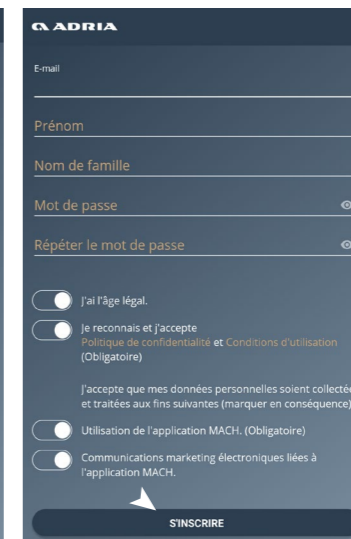 ADRIA
E-mail
Prénom
Nom de famille
Mot de passe
Répéter le mot de passe
J'ai l'âge légal.
Je reconnais et j'accepte
Politique de confidentialité et Conditions d'utilisation
(Obligatoire)
J'accepte que mes données personnelles soient collecté
et traitées aux fins suivantes (marquer en conséquence)
Utilisation de l'application MACH. (Obligatoire)
Communications marketing électroniques liées à
l'application MACH.
S'INSCRIRE